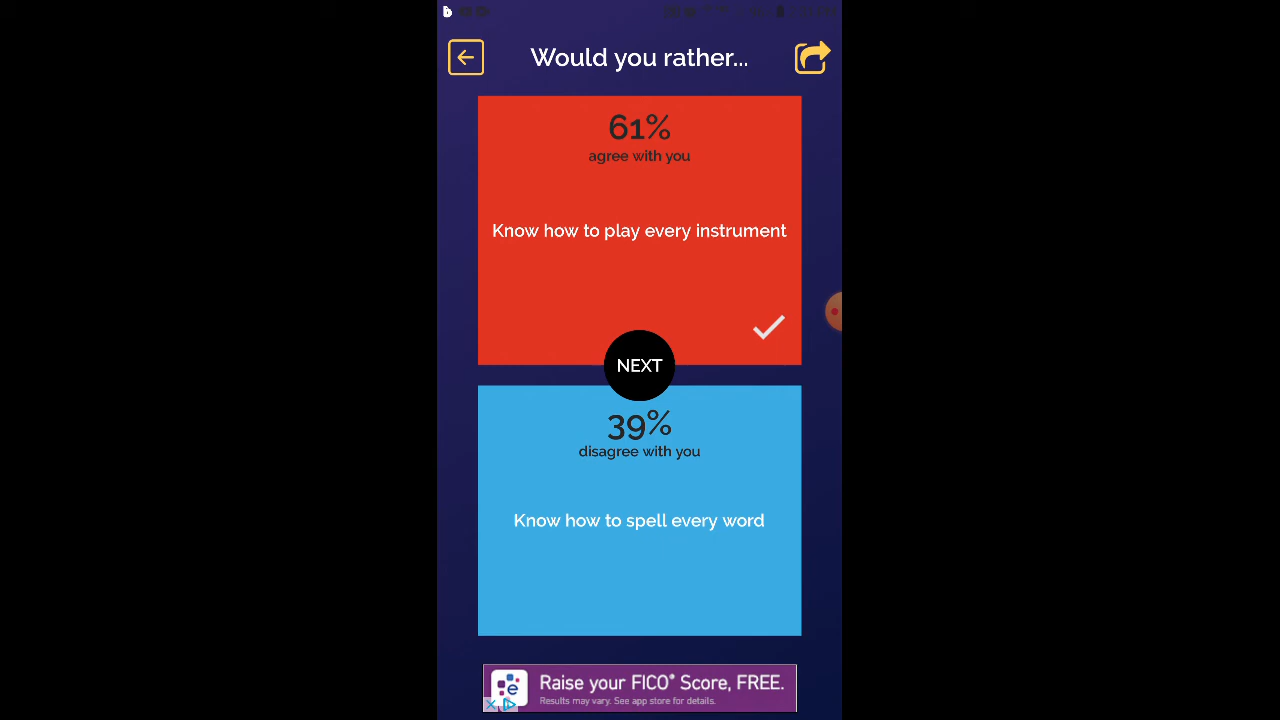 Would you rather...
61%
agree with you
Know how to play every instrument
NEXT
39%
disagree with you
Know how to spell every word
Raise your FICO® Score, FREE.
Results may vary. See app store for details.